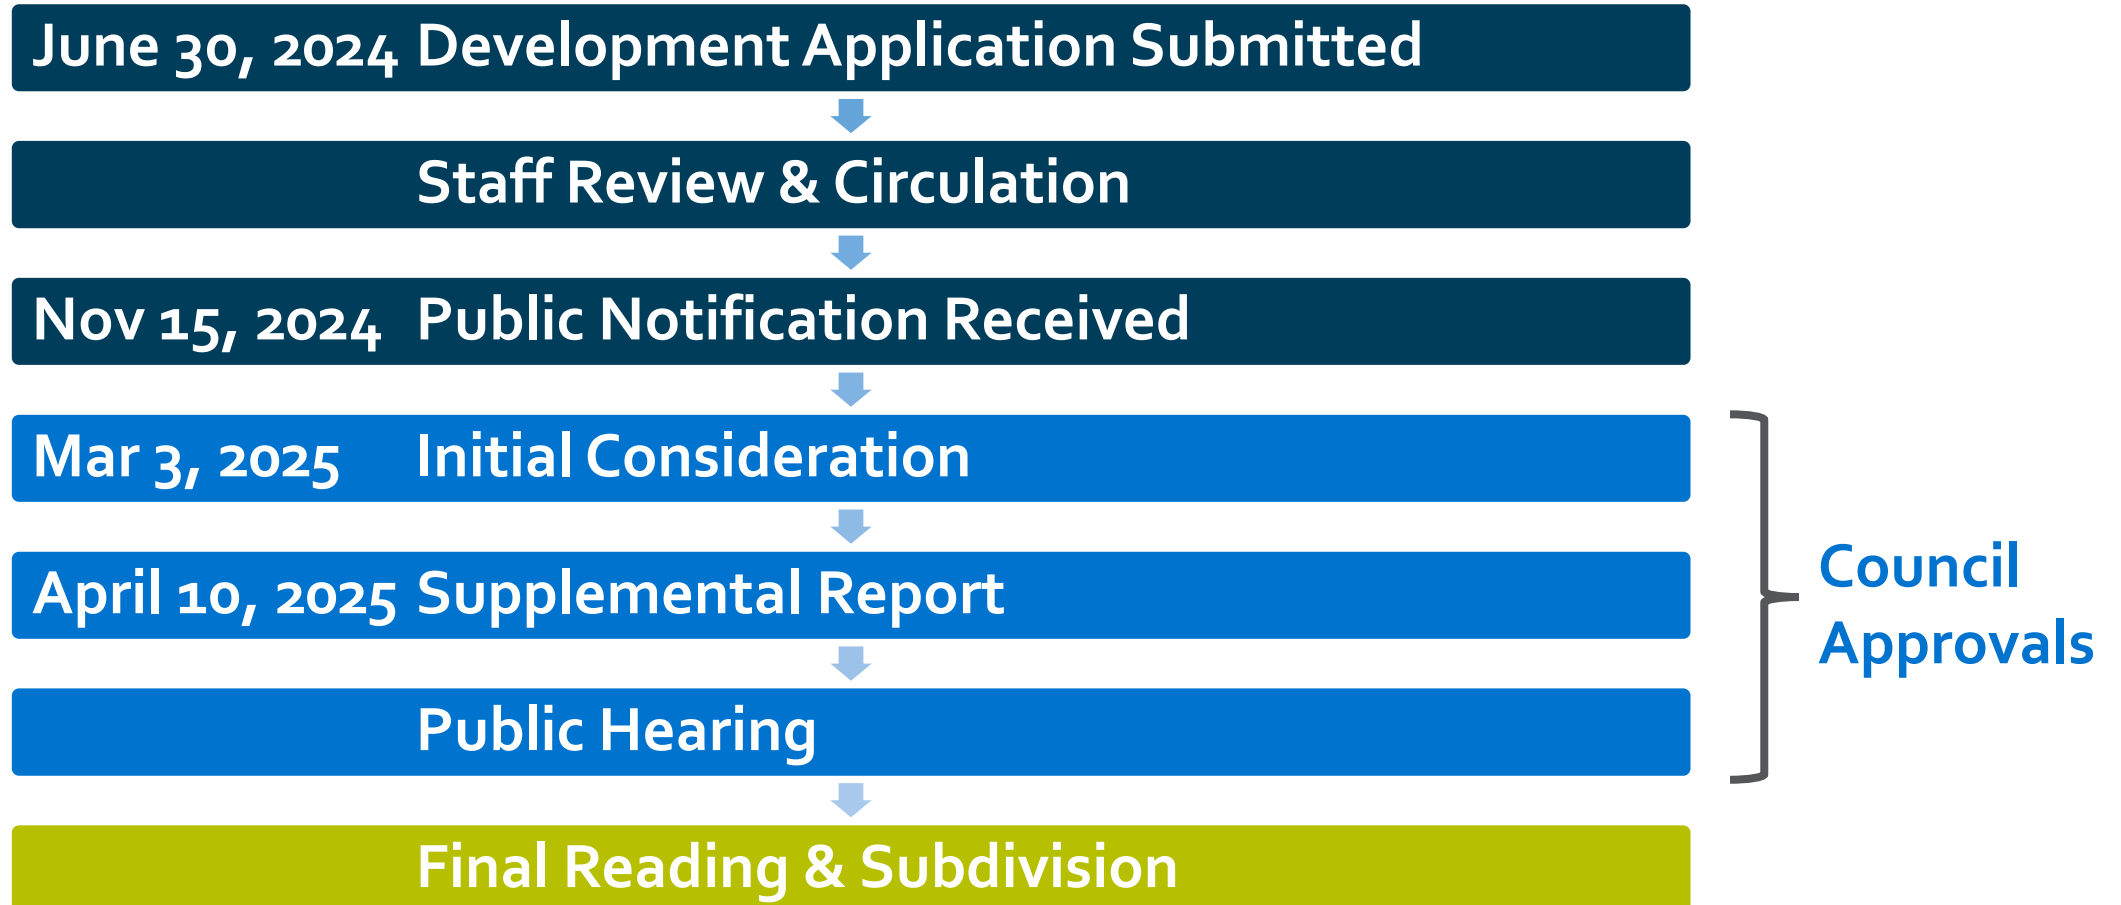 June 30, 2024 Development Application Submitted
Staff Review & Circulation
Nov 15, 2024 Public Notification Received
Mar 3, 2025 Initial Consideration
April 10, 2025 Supplemental Report
Public Hearing
Final Reading & Subdivision
Council
Approvals